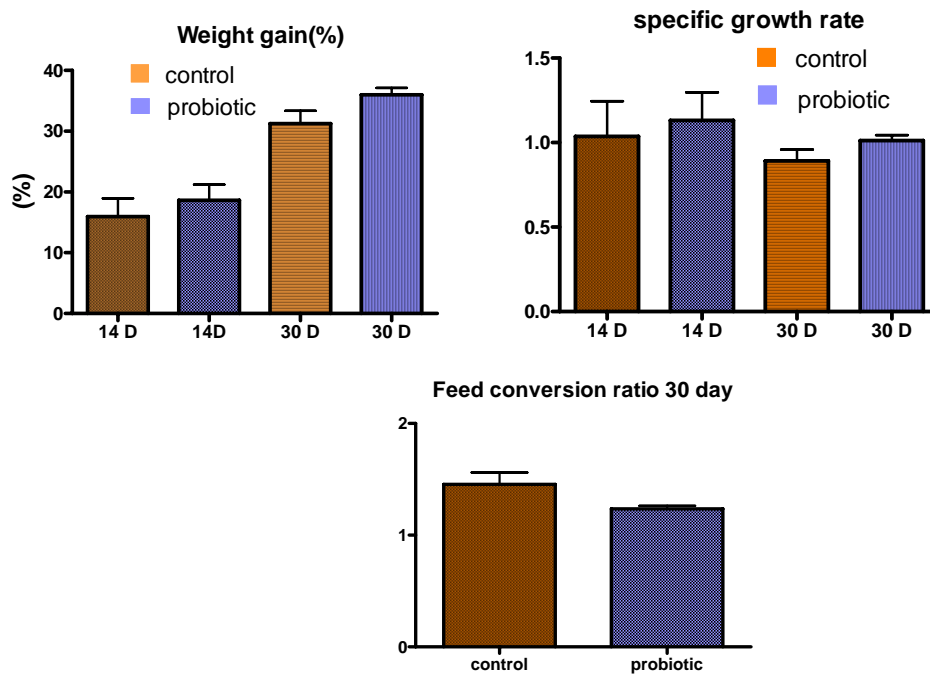 Weight gain(%)
control
probiotic
(%)
40
30
20
10
0
14 D 14D 30 D 30 D
specific growth rate
control
probiotic
1.5
1.0
0.5
0.0
14 D 14 D 30 D 30 D
Feed conversion ratio 30 day
2
1
0
control probiotic